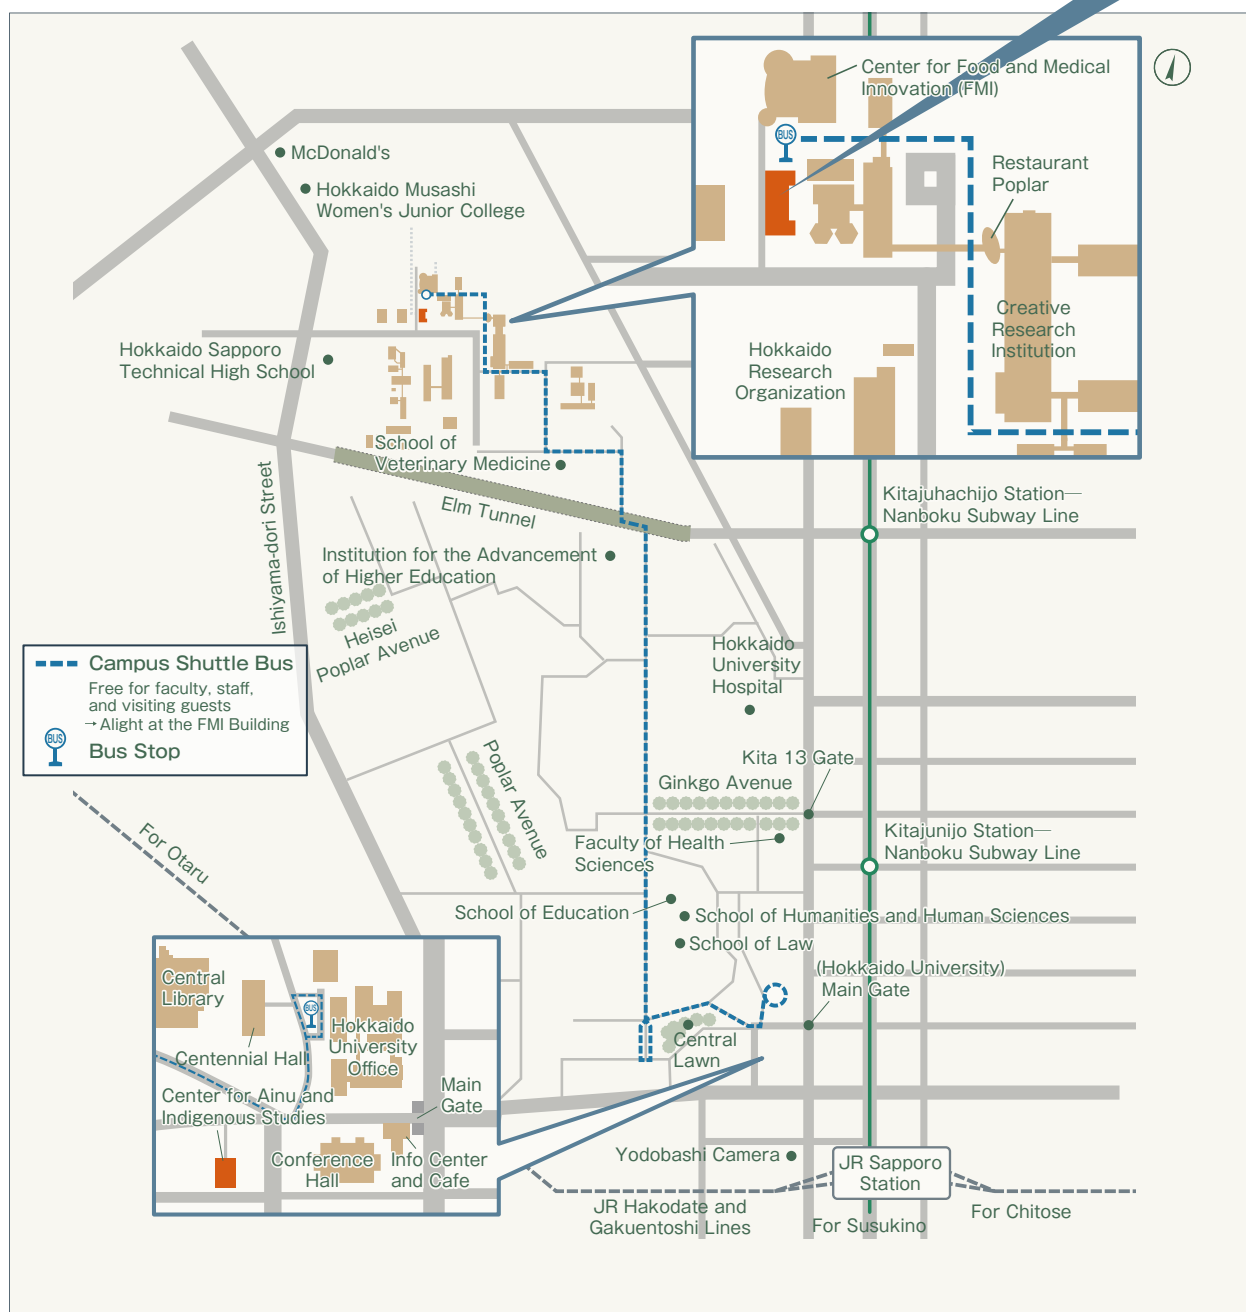 Center for Food and Medical
Innovation (FMI)
BUS
Restaurant
Poplar
Creative
Research
Institution
Hokkaido
Research
Organization
McDonald's
Hokkaido Musashi
Women's Junior College
Hokkaido Sapporo
Technical High School
School of
Veterinary Medicine
Elm Tunnel
Ishiyama-dori Street
Kitajuhachijo Station—
Nanboku Subway Line
Institution for the Advancement
of Higher Education
Heisei
Poplar Avenue
Hokkaido
University
Hospital
Campus Shuttle Bus
Free for faculty, staff,
and visiting guests
→Alight at the FMI Building
BUS
Bus Stop
Poplar Avenue
Kita 13 Gate
Ginkgo Avenue
Faculty of Health
Sciences
Kitajunijo Station—
Nanboku Subway Line
For Otaru
School of Education
School of Humanities and Human Sciences
School of Law
(Hokkaido University)
Main Gate
Central
Lawn
Central
Library
BUS
Hokkaido
University
Office
Centennial Hall
Center for Ainu and
Indigenous Studies
Main
Gate
Conference
Hall
Info Center
and Cafe
Yodobashi Camera
JR Sapporo
Station
JR Hakodate and
Gakuentoshi Lines
For Susukino
For Chitose